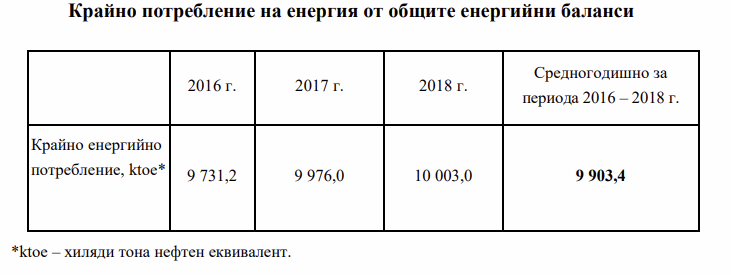 Крайно потребление на енергия от общите енергийни баланси
2016 г.
2017 г.
2018 г.
Средногодишно за
периода 2016 – 2018 г.
Крайно енергийно
потребление, ktoe*
9 731,2
9 976,0
10 003,0
9 903,4
*ktoe – хиляди тона нефтен еквивалент.